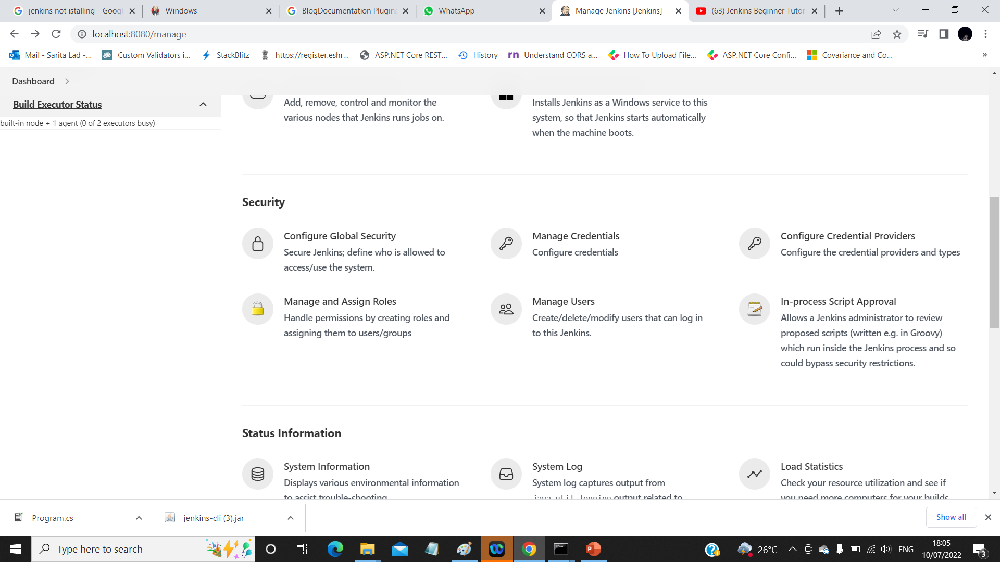 jenkins not istalling - Googl
Windows
BlogDocumentation Plugins
WhatsApp
Manage Jenkins [Jenkins]
(63) Jenkins Beginner Tutor
localhost:8080/manage
Mail - Sarita Lad -...
Custom Validators i...
StackBlitz
https://register.eshr...
ASP.NET Core REST...
History
rn Understand CORS a...
How To Upload File...
ASP.NET Core Confi...
Covariance and Co...
»
Dashboard
Build Executor Status
built-in node + 1 agent (0 of 2 executors busy)
Add, remove, control and monitor the
various nodes that Jenkins runs jobs on.
Installs Jenkins as a Windows service to this
system, so that Jenkins starts automatically
when the machine boots.
Security
Configure Global Security
Secure Jenkins; define who is allowed to
access/use the system.
Manage Credentials
Configure credentials
Configure Credential Providers
Configure the credential providers and types
Manage and Assign Roles
Handle permissions by creating roles and
assigning them to users/groups
Manage Users
Create/delete/modify users that can log in
to this Jenkins.
In-process Script Approval
Allows a Jenkins administrator to review
proposed scripts (written e.g. in Groovy)
which run inside the Jenkins process and so
could bypass security restrictions.
Status Information
System Information
Displays various environmental information
to assist trouble-shooting.
System Log
System log captures output from
java.util.logging output related to
Load Statistics
Check your resource utilization and see if
you need more computers for your builds.
Program.cs
jenkins-cli (3).jar
Show all
Type here to search
26°C
ENG
18:05
10/07/2022
3